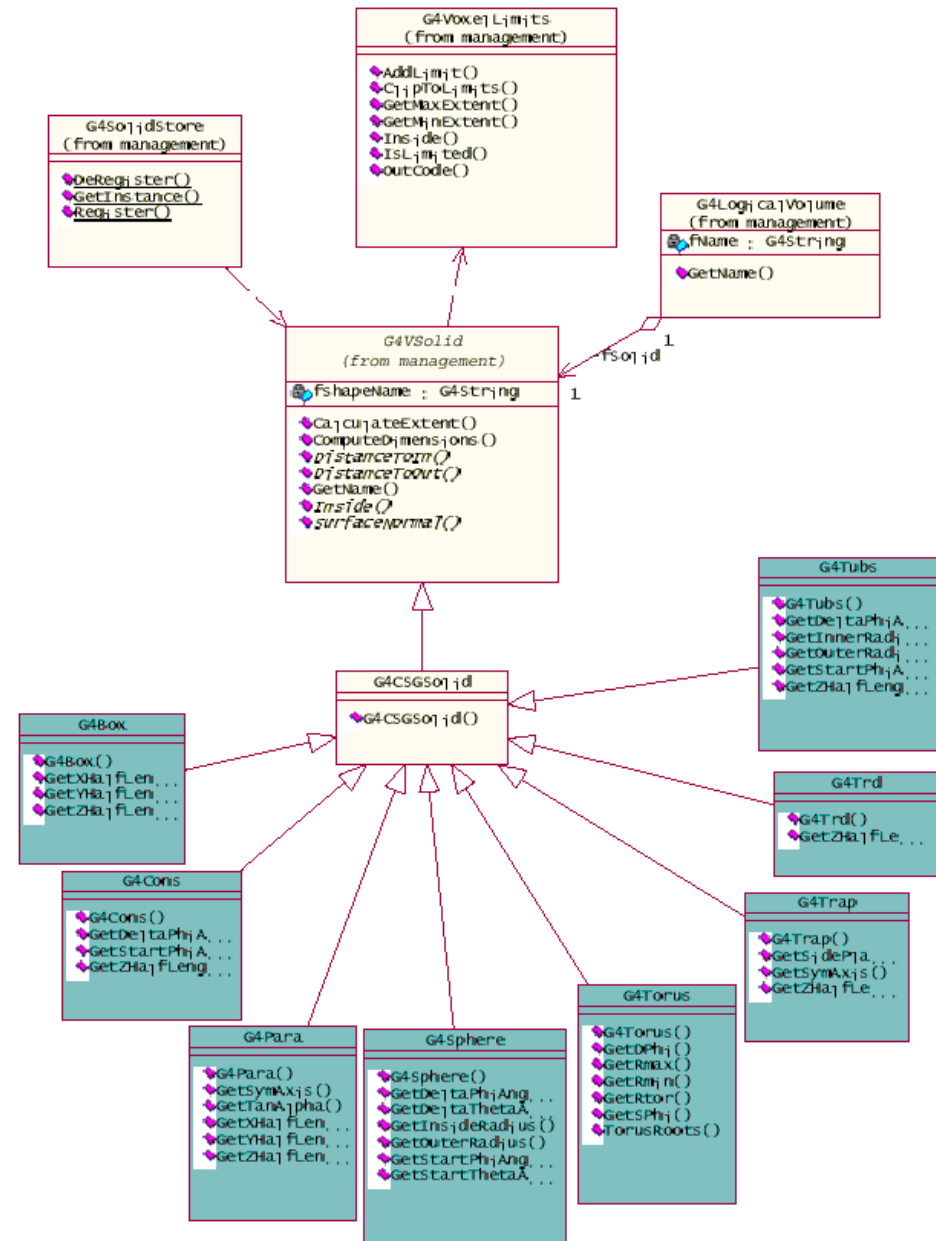 G4VoxelLimits
(from management)
AddLimit()
ClipToLimits()
GetMaxExtent()
GetMinExtent()
Inside()
IsLimited()
OutCode()
G4SolidStore
(from management)
DeRegister()
GetInstance()
Register()
G4LogicalVolume
(from management)
fName : G4String
GetName()
G4VSolid
(from management)
fshapeName : G4String
CalculateExtent()
ComputeDimensions()
DistanceToIn()
DistanceToOut()
GetName()
Inside()
SurfaceNormal()
-fSolid
1
1
G4Tubs
G4Tubs()
GetDeltaPhiA...
GetInnerRadi...
GetOuterRadi...
GetStartPhiA...
GetZHalfLeng...
G4CSGSolid
G4CSGSolid()
G4Box
G4Box()
GetXHalfLen...
GetYHalfLen...
GetZHalfLen...
G4Trd
G4Trd()
GetZHalfLe...
G4Cons
G4Cons()
GetDeltaPhiA...
GetStartPhiA...
GetZHalfLeng...
G4Trap
G4Trap()
GetSidePla...
GetSymAxis()
GetZHalfLe...
G4Para
G4Para()
GetSymAxis()
GetTanAlpha()
GetXHalfLen...
GetYHalfLen...
GetZHalfLen...
G4Sphere
G4Sphere()
GetDeltaPhiAng...
GetDeltaThetaA...
GetInsideRadius()
GetOuterRadius()
GetStartPhiAng...
GetStartThetaA...
G4Torus
G4Torus()
GetDPhi()
GetRmax()
GetRmin()
GetRtor()
GetSPhi()
TorusRoots()